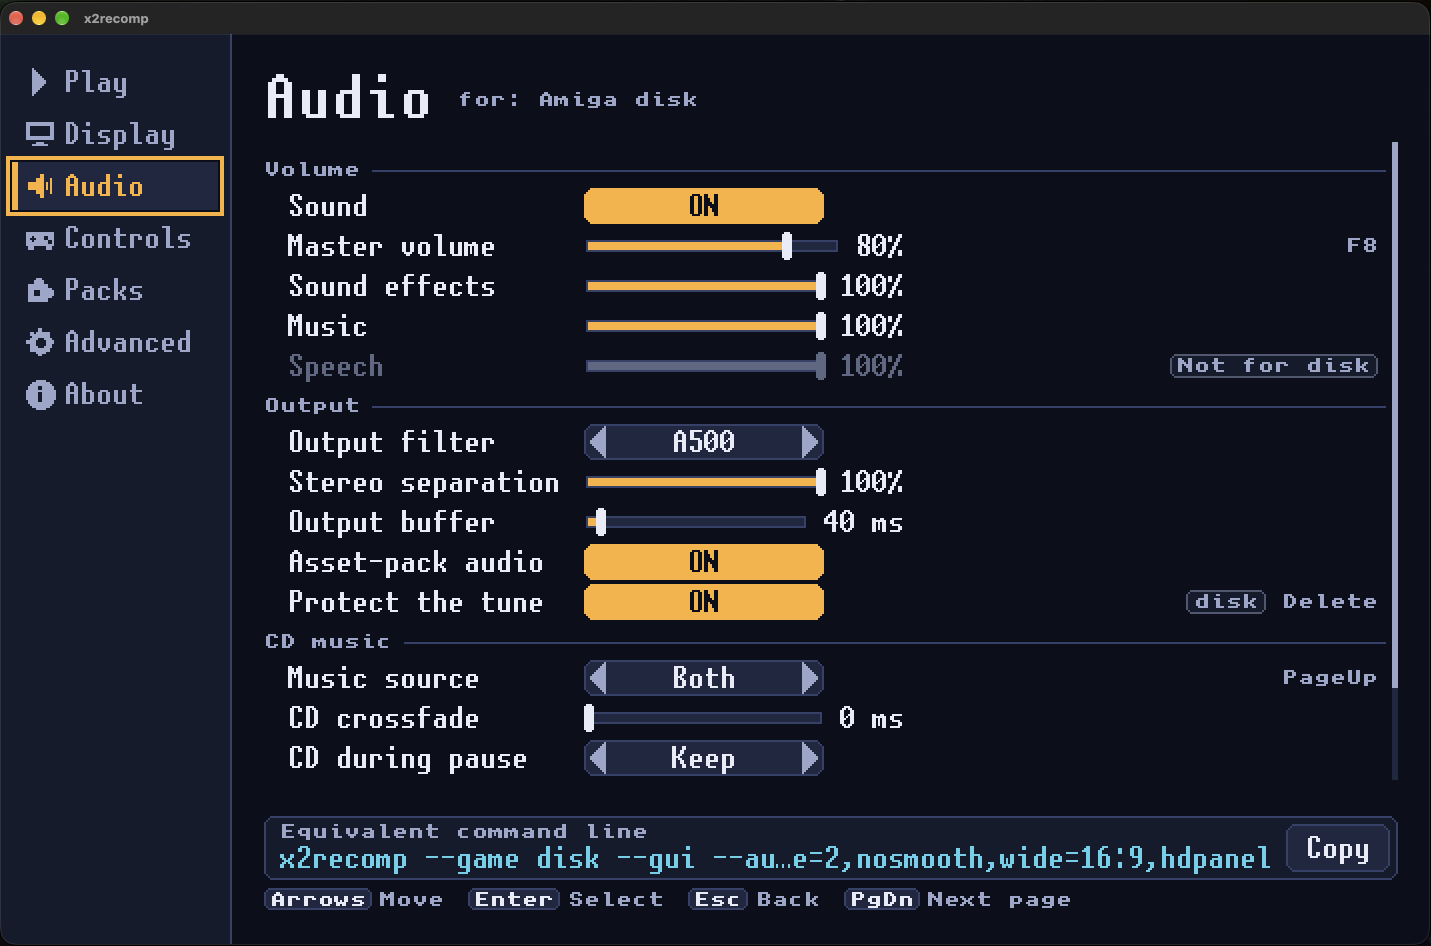 x2recomp
Play
Display
Audio
Controls
Packs
Advanced
About
Audio for: Amiga disk
Volume
Sound ON
Master volume 80% F8
Sound effects 100%
Music 100%
Speech 100% Not for disk
Output
Output filter A500
Stereo separation 100%
Output buffer 40 ms
Asset-pack audio ON
Protect the tune ON disk Delete
CD music
Music source Both PageUp
CD crossfade 0 ms
CD during pause Keep
Equivalent command line
x2recomp --game disk --gui --au…e=2,nosmooth,wide=16:9,hdpanel Copy
Arrows Move Enter Select Esc Back PgDn Next page